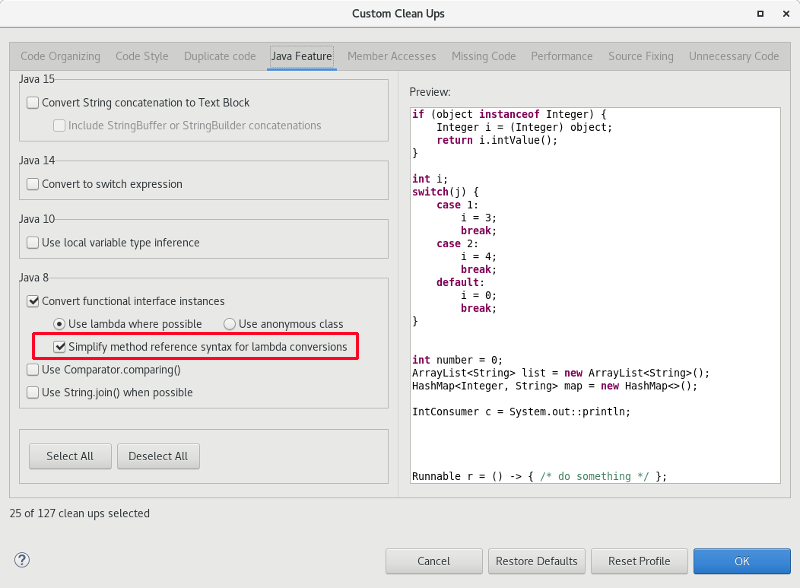 Custom Clean Ups
Code Organizing Code Style Duplicate code Java Feature Member Accesses Missing Code Performance Source Fixing Unnecessary Code
Java 15
Convert String concatenation to Text Block
Include StringBuffer or StringBuilder concatenations
Java 14
Convert to switch expression
Java 10
Use local variable type inference
Java 8
Convert functional interface instances
Use lambda where possible Use anonymous class
Simplify method reference syntax for lambda conversions
Use Comparator.comparing()
Use String.join() when possible
Select All Deselect All
Preview:
if (object instanceof Integer) {
    Integer i = (Integer) object;
    return i.intValue();
}
int i;
switch(j) {
    case 1:
        i = 3;
        break;
    case 2:
        i = 4;
        break;
    default:
        i = 0;
        break;
}
int number = 0;
ArrayList<String> list = new ArrayList<String>();
HashMap<Integer, String> map = new HashMap<>();
IntConsumer c = System.out::println;
Runnable r = () -> { /* do something */ };
25 of 127 clean ups selected
? Cancel Restore Defaults Reset Profile OK